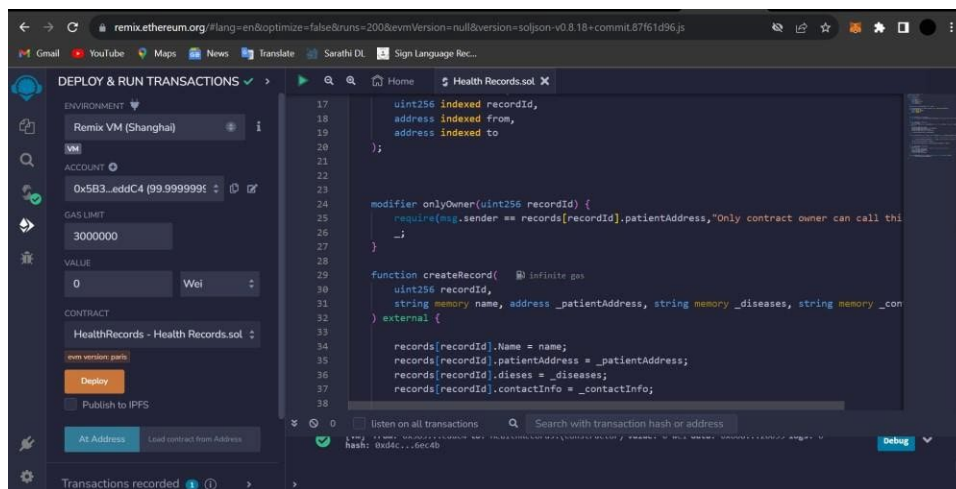 remix.ethereum.org/#lang=en&optimize=false&runs=200&evmVersion=null&version=soljson-v0.8.18+commit.87f61d96.js
Gmail YouTube Maps News Translate Sarathi DL Sign Language Rec...
DEPLOY & RUN TRANSACTIONS
ENVIRONMENT
Remix VM (Shanghai)
VM
ACCOUNT
0x5B3...eddC4 (99.9999999
GAS LIMIT
3000000
VALUE
0 Wei
CONTRACT
HealthRecords - Health Records.sol
evm version: paris
Deploy
Publish to IPFS
At Address Load contract from Address
Transactions recorded 1 i
Home Health Records.sol
17 uint256 indexed recordId,
18 address indexed from,
19 address indexed to
20 );
21
22
23
24 modifier onlyOwner(uint256 recordId) {
25 require(msg.sender == records[recordId].patientAddress,"Only contract owner can call thi
26 _;
27 }
28
29 function createRecord( infinite gas
30 uint256 recordId,
31 string memory name, address _patientAddress, string memory _diseases, string memory _con
32 ) external {
33
34 records[recordId].Name = name;
35 records[recordId].patientAddress = _patientAddress;
36 records[recordId].dieses = _diseases;
37 records[recordId].contactInfo = _contactInfo;
38
0 listen on all transactions Search with transaction hash or address
hash: 0xd4c...6ec4b
Debug